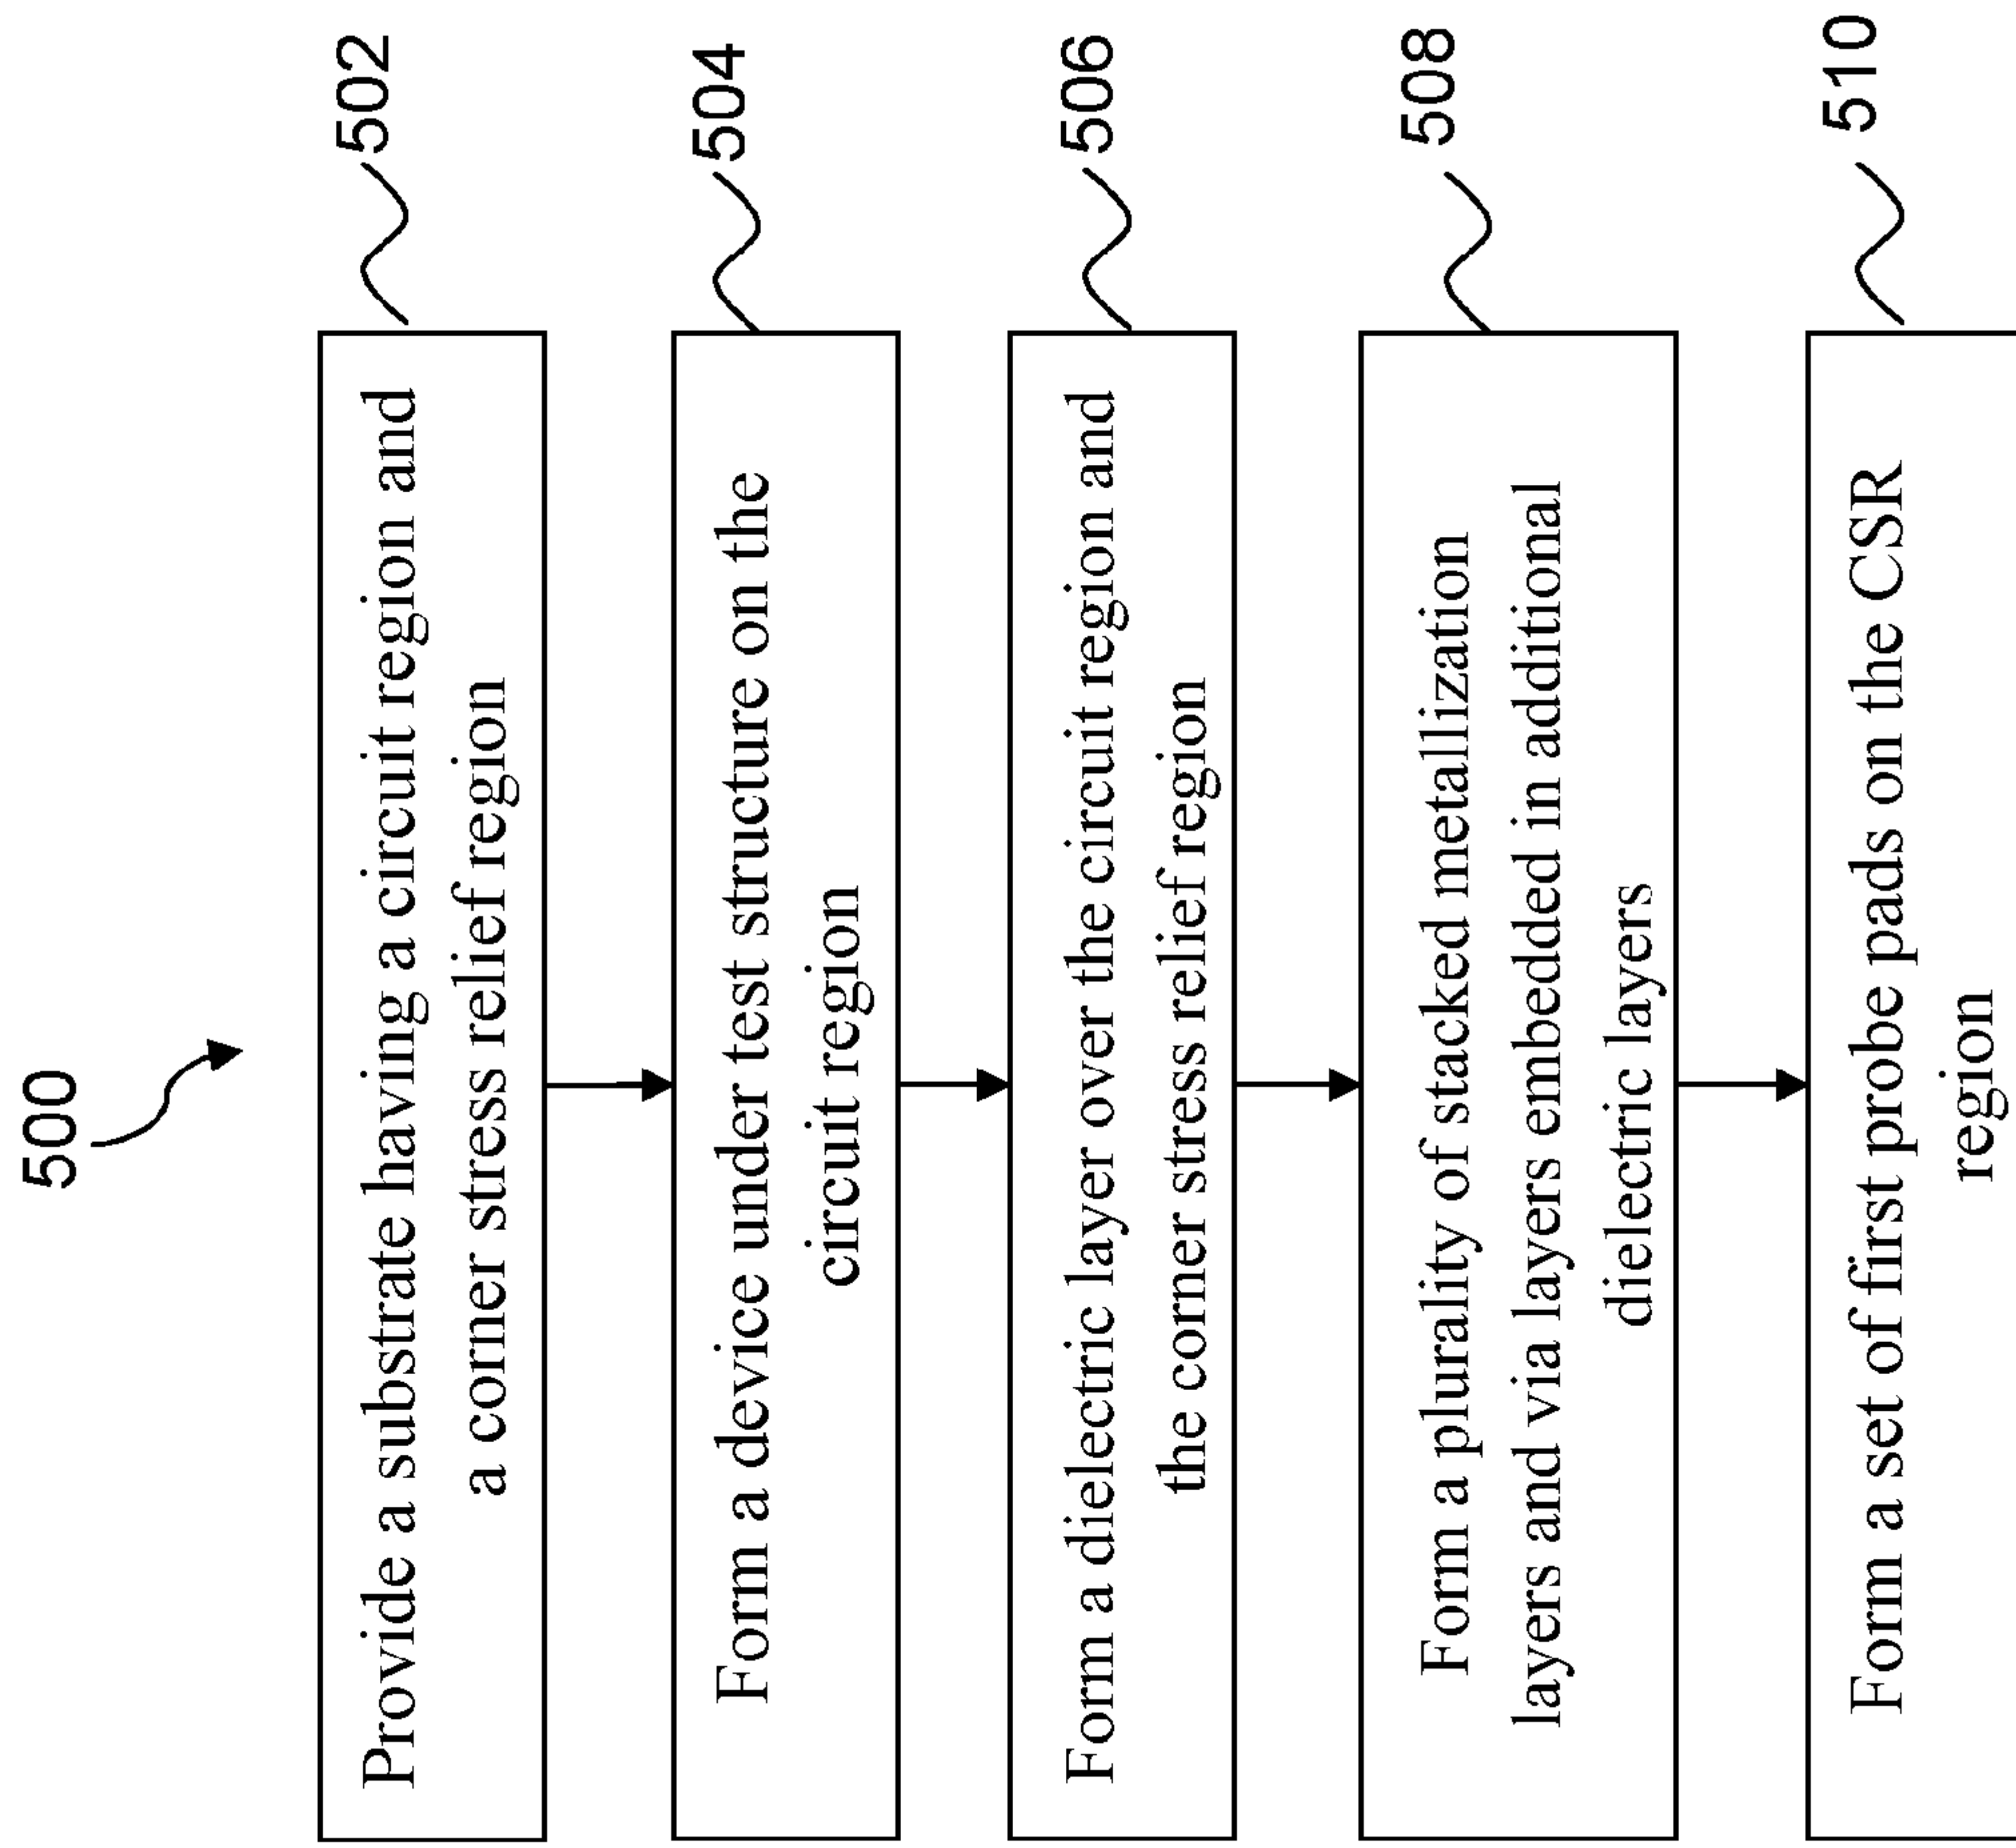 500
Provide a substrate having a circuit region and
a corner stress relief region
502
Form a device under test structure on the
circuit region
504
Form a dielectric layer over the circuit region and
the corner stress relief region
506
Form a plurality of stacked metallization
layers and via layers embedded in additional
dielectric layers
508
Form a set of first probe pads on the CSR
region
510